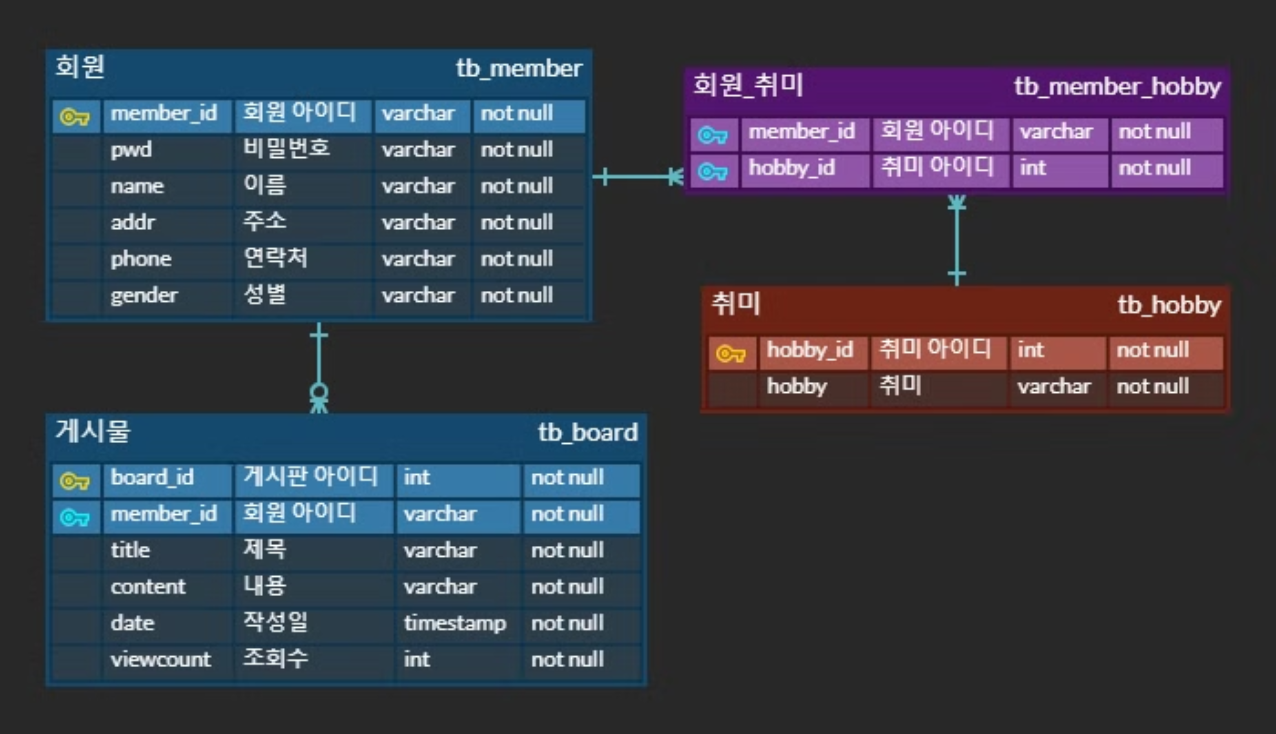 회원 tb_member
member_id 회원 아이디 varchar not null
pwd 비밀번호 varchar not null
name 이름 varchar not null
addr 주소 varchar not null
phone 연락처 varchar not null
gender 성별 varchar not null
회원_취미 tb_member_hobby
member_id 회원 아이디 varchar not null
hobby_id 취미 아이디 int not null
취미 tb_hobby
hobby_id 취미 아이디 int not null
hobby 취미 varchar not null
게시물 tb_board
board_id 게시판 아이디 int not null
member_id 회원 아이디 varchar not null
title 제목 varchar not null
content 내용 varchar not null
date 작성일 timestamp not null
viewcount 조회수 int not null